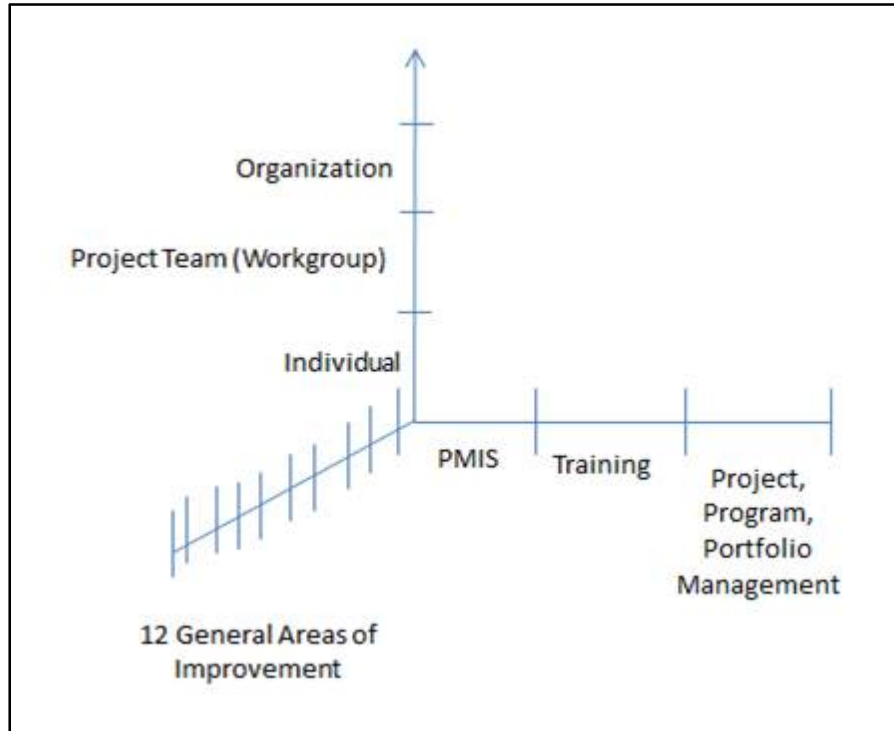 Organization
Project Team (Workgroup)
Individual
PMIS
Training
Project,
Program,
Portfolio
Management
12 General Areas of
Improvement